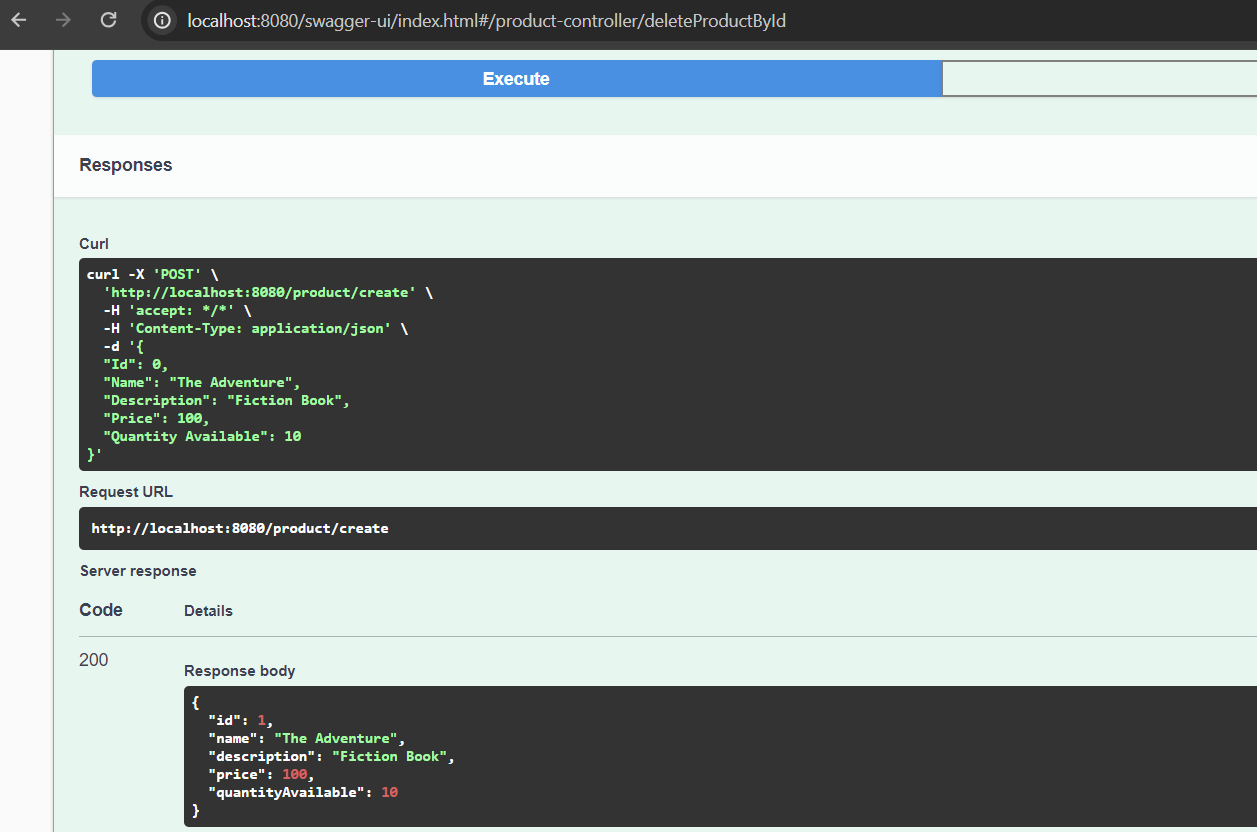 localhost:8080/swagger-ui/index.html#/product-controller/deleteProductById
Execute
Responses
Curl
curl -X 'POST' \
  'http://localhost:8080/product/create' \
  -H 'accept: */*' \
  -H 'Content-Type: application/json' \
  -d '{
  "Id": 0,
  "Name": "The Adventure",
  "Description": "Fiction Book",
  "Price": 100,
  "Quantity Available": 10
}'
Request URL
http://localhost:8080/product/create
Server response
Code Details
200
Response body
{
  "id": 1,
  "name": "The Adventure",
  "description": "Fiction Book",
  "price": 100,
  "quantityAvailable": 10
}